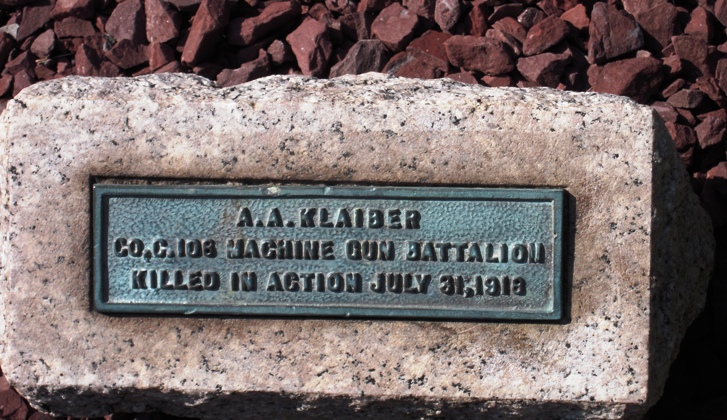 A.A.KLAIBER
CO,C.108 MACHINE GUN BATTALION
KILLED IN ACTION JULY 31,1918